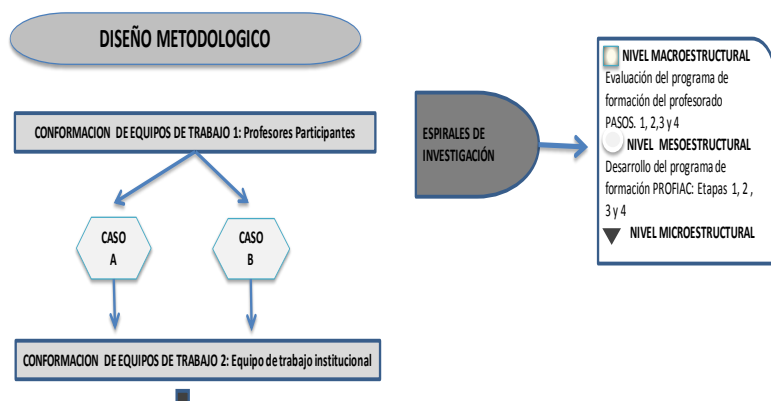 DISEÑO METODOLOGICO
CONFORMACION DE EQUIPOS DE TRABAJO 1: Profesores Participantes
CASO
A
CASO
B
CONFORMACION DE EQUIPOS DE TRABAJO 2: Equipo de trabajo institucional
ESPIRALES DE
INVESTIGACIÓN
NIVEL MACROESTRUCTURAL
Evaluación del programa de
formación del profesorado
PASOS. 1, 2,3 y 4
NIVEL MESOESTRUCTURAL
Desarrollo del programa de
formación PROFIAC: Etapas 1, 2 ,
3 y 4
NIVEL MICROESTRUCTURAL